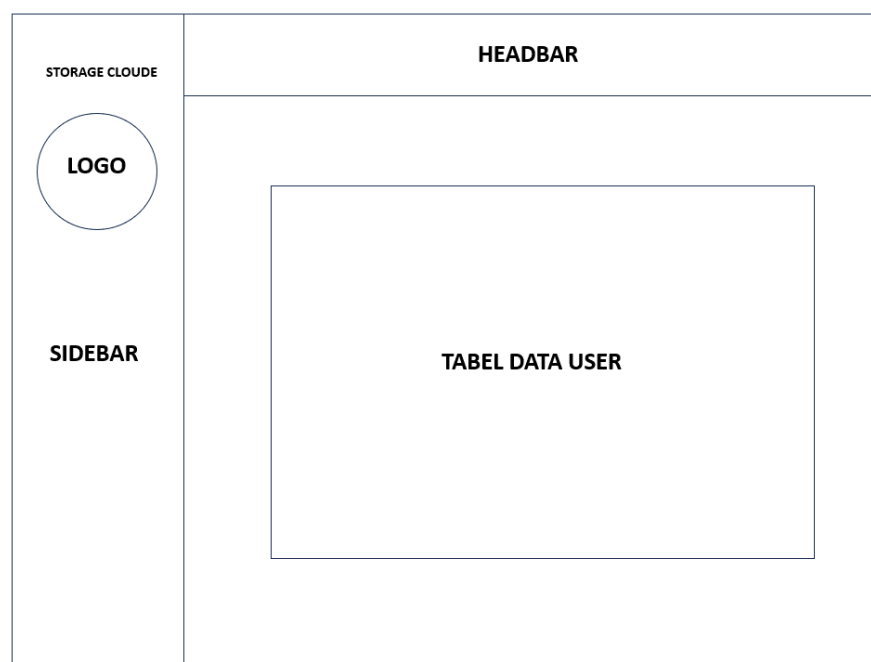 STORAGE CLOUDE
HEADBAR
LOGO
SIDEBAR
TABEL DATA USER